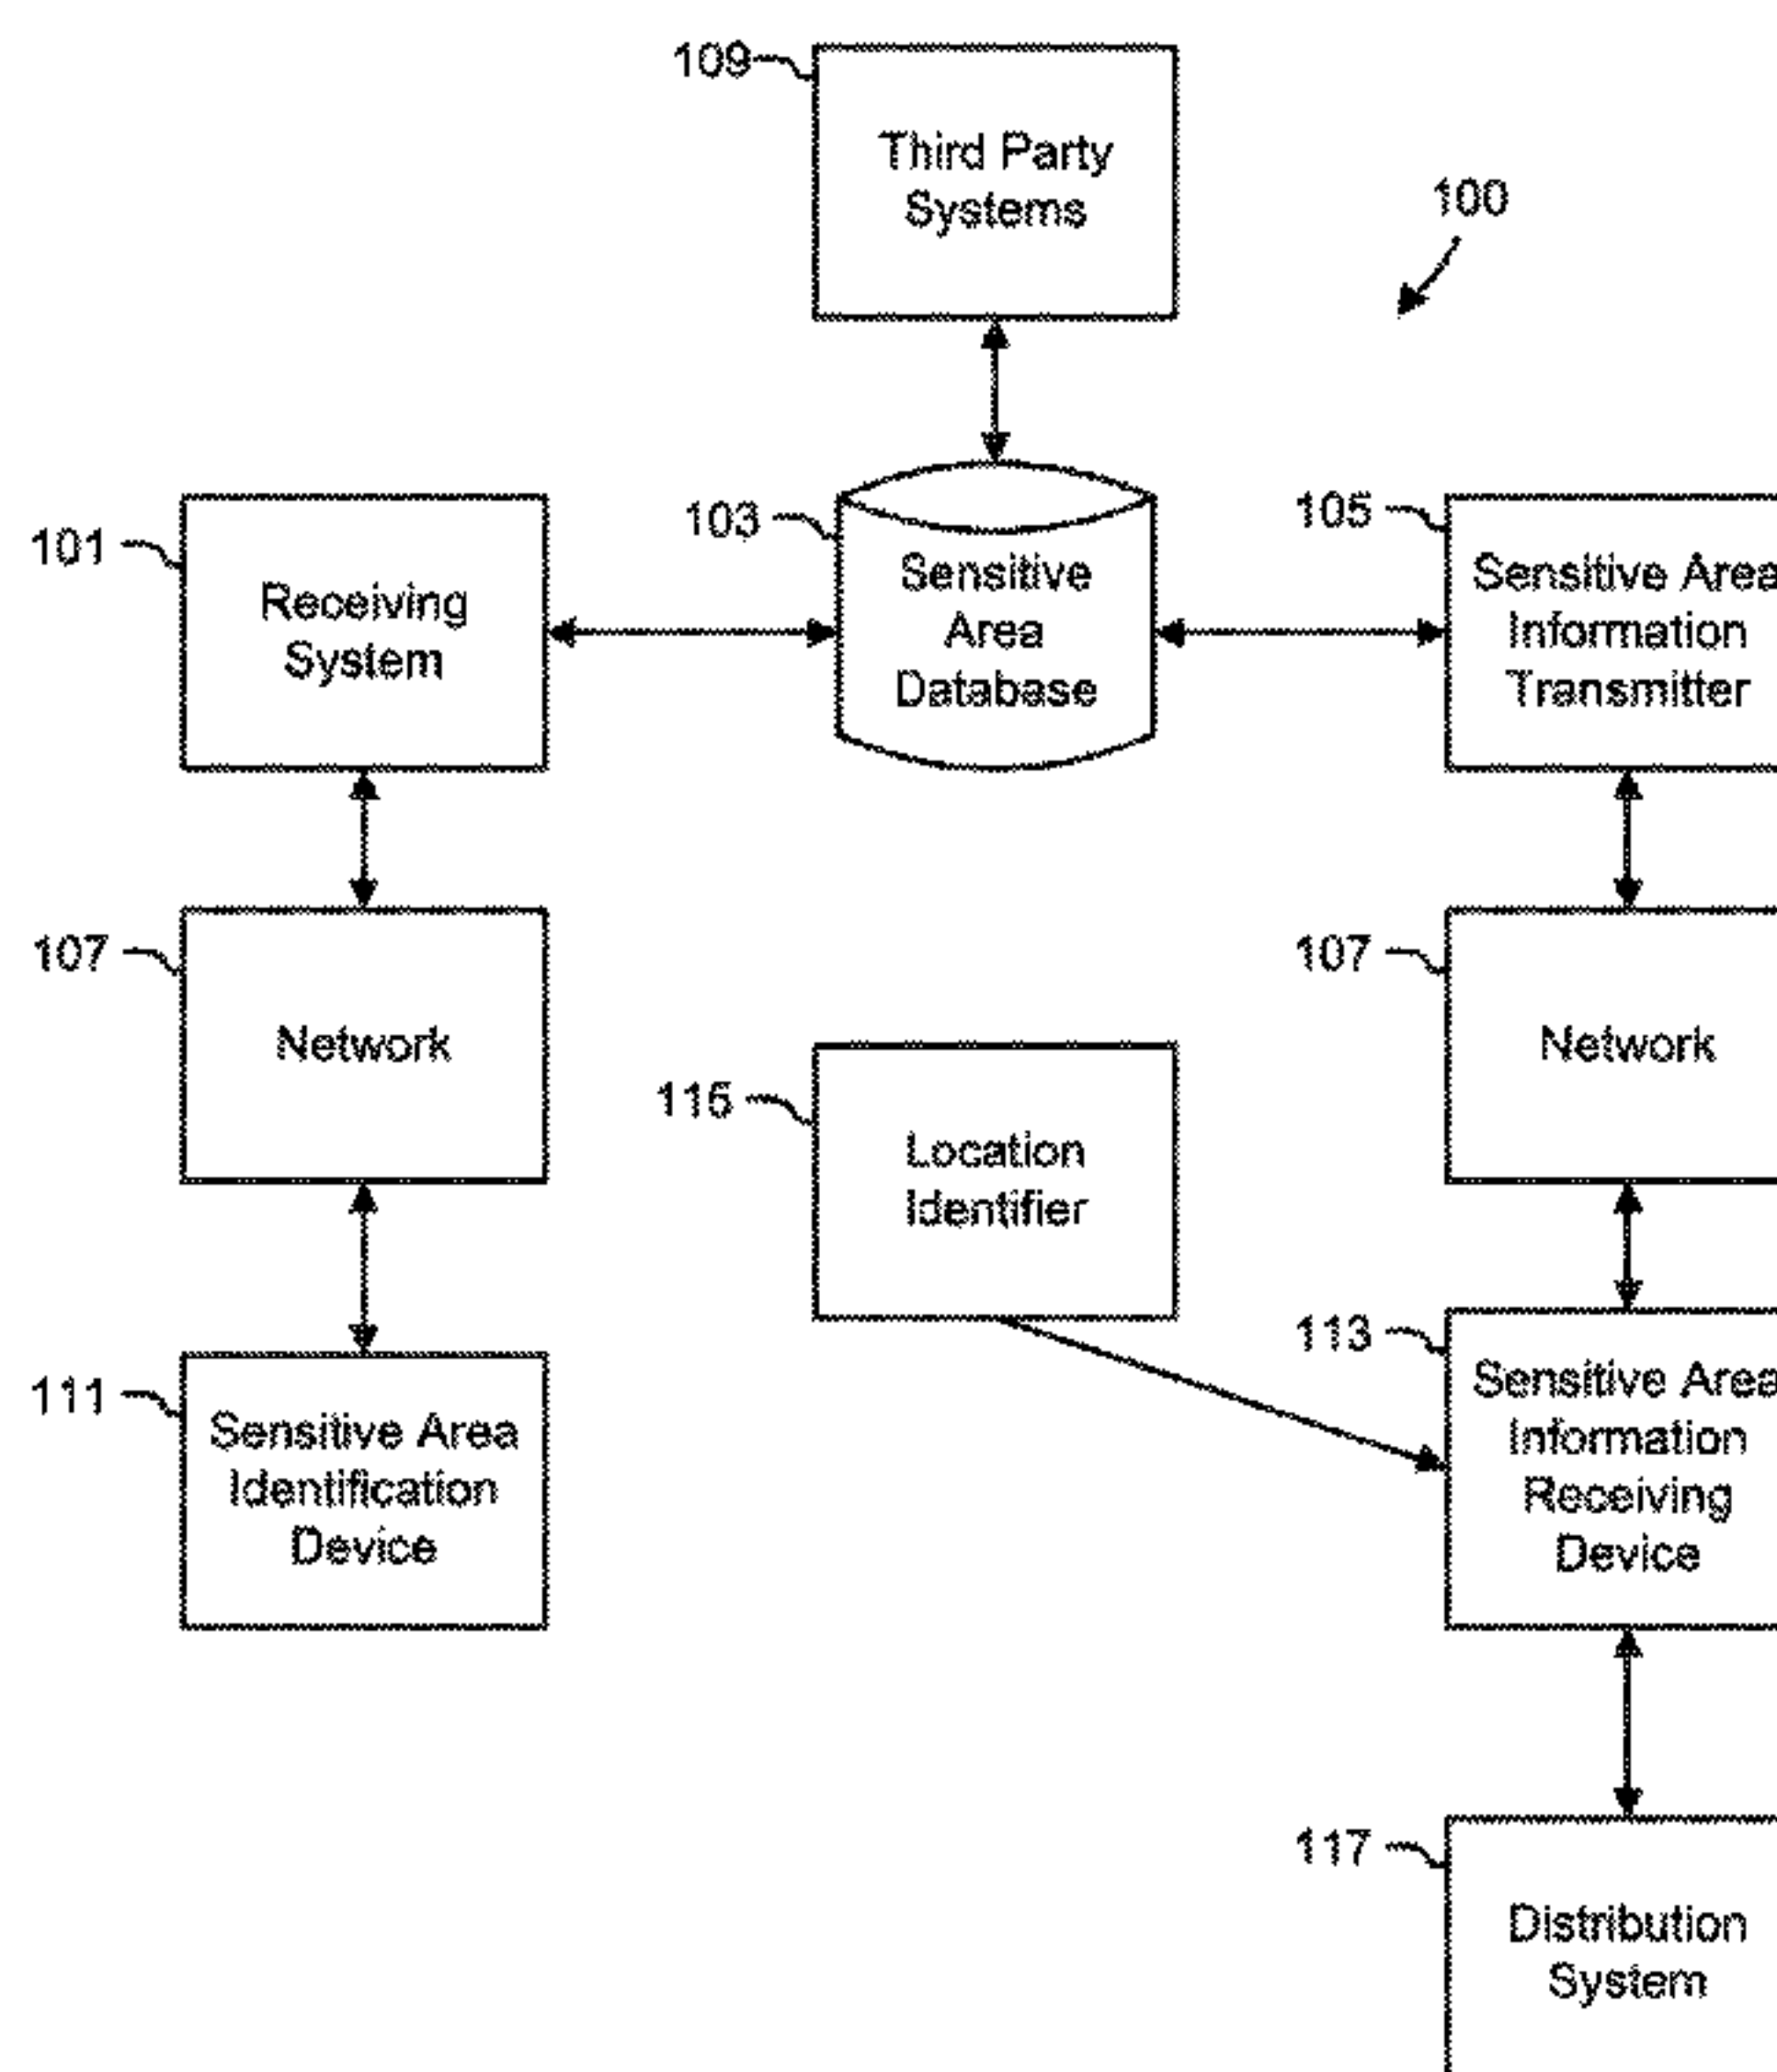 109
Third Party
Systems
100
101
Receiving
System
103
Sensitive
Area
Database
105
Sensitive Area
Information
Transmitter
107
Network
107
Network
115
Location
Identifier
111
Sensitive Area
Identification
Device
113
Sensitive Area
Information
Receiving
Device
117
Distribution
System